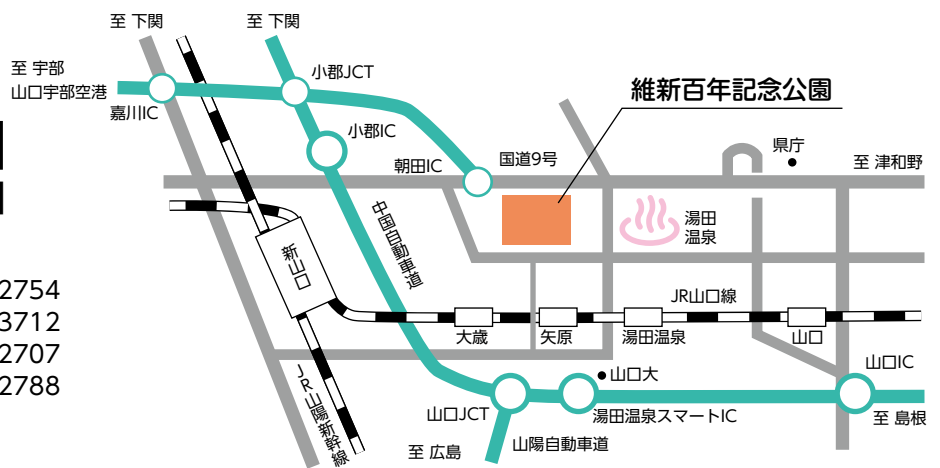 至 下関
至 下関
至 宇部
山口宇部空港
嘉川IC
小郡JCT
小郡IC
朝田IC
国道9号
維新百年記念公園
県庁
至 津和野
湯田
温泉
中国自動車道
新山口
JR山口線
大歳
矢原
湯田温泉
山口
2754
3712
2707
2788
JR山陽新幹線
山口JCT
山口大
湯田温泉スマートIC
山口IC
至 広島
山陽自動車道
至 島根